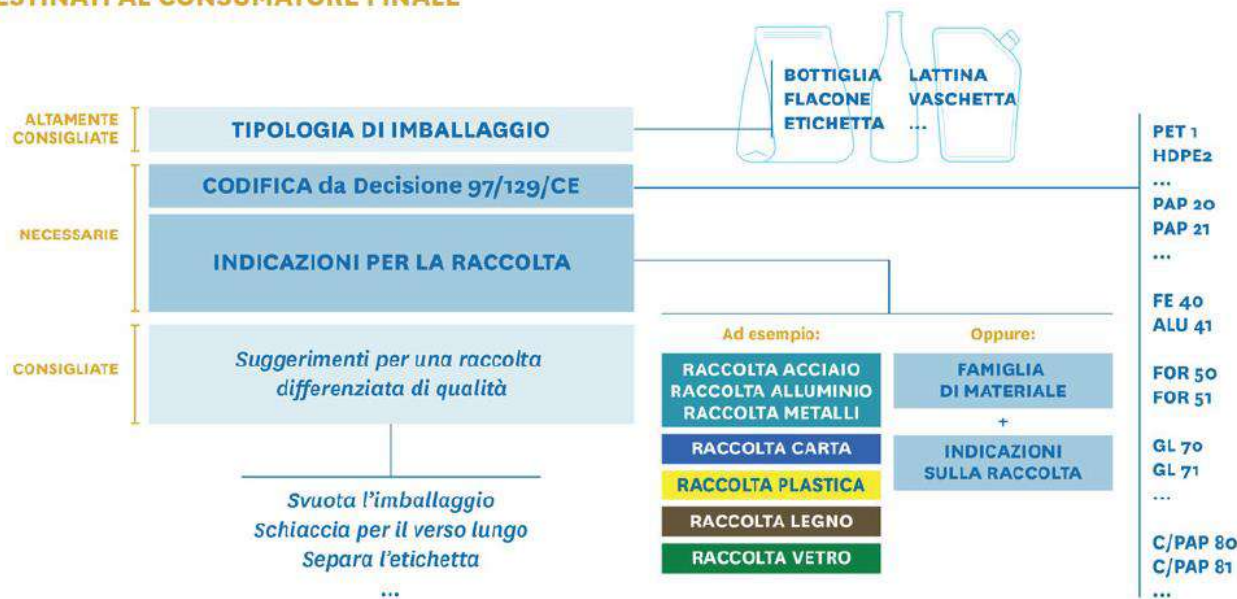 ALTAMENTE
CONSIGLIATE
TIPOLOGIA DI IMBALLAGGIO
BOTTIGLIA LATTINA
FLACONE VASCHETTA
ETICHETTA ...
NECESSARIE
CODIFICA da Decisione 97/129/CE
INDICAZIONI PER LA RACCOLTA
PET 1
HDPE2
...
PAP 20
PAP 21
...
FE 40
ALU 41
FOR 50
FOR 51
GL 70
GL 71
...
C/PAP 80
C/PAP 81
...
Ad esempio:
RACCOLTA ACCIAIO
RACCOLTA ALLUMINIO
RACCOLTA METALLI
RACCOLTA CARTA
RACCOLTA PLASTICA
RACCOLTA LEGNO
RACCOLTA VETRO
Oppure:
FAMIGLIA
DI MATERIALE
+
INDICAZIONI
SULLA RACCOLTA
CONSIGLIATE
Suggerimenti per una raccolta
differenziata di qualità
Svuota l'imballaggio
Schiaccia per il verso lungo
Separa l'etichetta
...